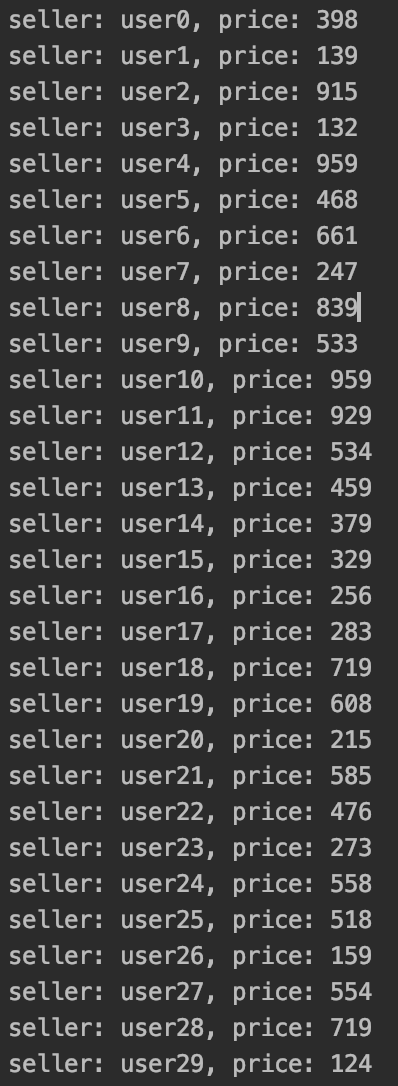 seller: user0, price: 398
seller: user1, price: 139
seller: user2, price: 915
seller: user3, price: 132
seller: user4, price: 959
seller: user5, price: 468
seller: user6, price: 661
seller: user7, price: 247
seller: user8, price: 839
seller: user9, price: 533
seller: user10, price: 959
seller: user11, price: 929
seller: user12, price: 534
seller: user13, price: 459
seller: user14, price: 379
seller: user15, price: 329
seller: user16, price: 256
seller: user17, price: 283
seller: user18, price: 719
seller: user19, price: 608
seller: user20, price: 215
seller: user21, price: 585
seller: user22, price: 476
seller: user23, price: 273
seller: user24, price: 558
seller: user25, price: 518
seller: user26, price: 159
seller: user27, price: 554
seller: user28, price: 719
seller: user29, price: 124